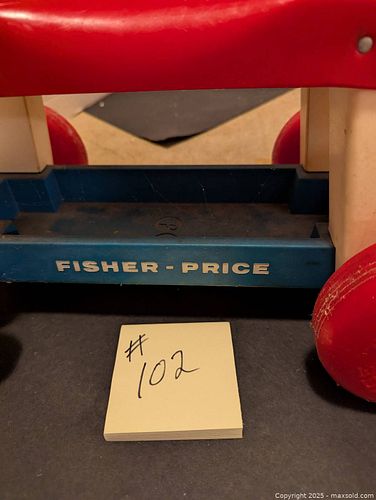 FISHER-PRICE
#
102
Copyright 2025 - maxsold.com